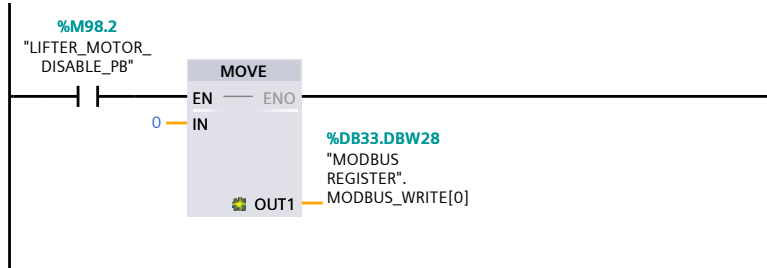 %M98.2
"LIFTER_MOTOR_
DISABLE_PB"
MOVE
EN ENO
0 IN
%DB33.DBW28
"MODBUS
REGISTER".
OUT1 MODBUS_WRITE[0]